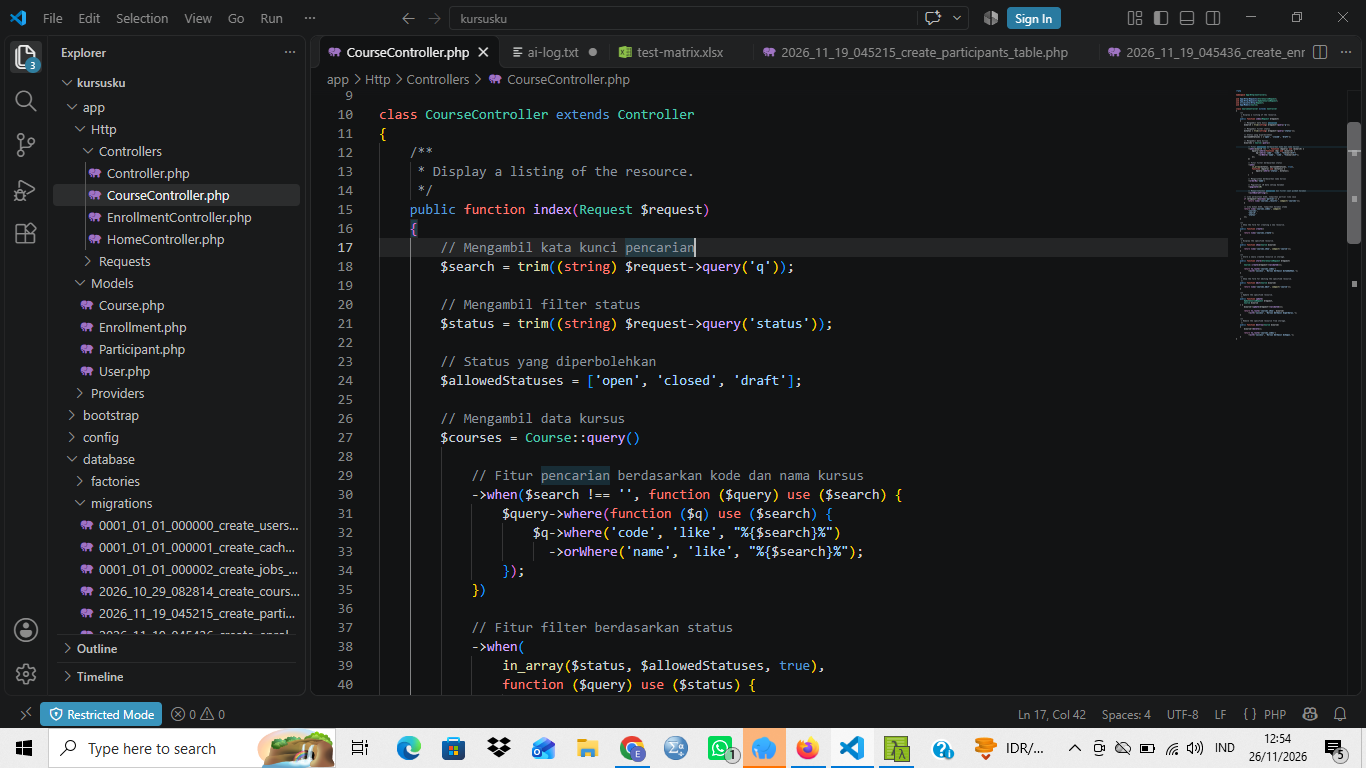 File Edit Selection View Go Run ··· kursusku Sign In
Explorer ···
CourseController.php ai-log.txt test-matrix.xlsx 2026_11_19_045215_create_participants_table.php 2026_11_19_045436_create_enr ···
app > Http > Controllers > CourseController.php
kursusku
app
Http
Controllers
Controller.php
CourseController.php
EnrollmentController.php
HomeController.php
Requests
Models
Course.php
Enrollment.php
Participant.php
User.php
Providers
bootstrap
config
database
factories
migrations
0001_01_01_000000_create_users...
0001_01_01_000001_create_cach...
0001_01_01_000002_create_jobs_...
2026_10_29_082814_create_cours...
2026_11_19_045215_create_parti...
Outline
Timeline
3
9
10 class CourseController extends Controller
11 {
12 /**
13 * Display a listing of the resource.
14 */
15 public function index(Request $request)
16 {
17 // Mengambil kata kunci pencarian
18 $search = trim((string) $request->query('q'));
19
20 // Mengambil filter status
21 $status = trim((string) $request->query('status'));
22
23 // Status yang diperbolehkan
24 $allowedStatuses = ['open', 'closed', 'draft'];
25
26 // Mengambil data kursus
27 $courses = Course::query()
28
29 // Fitur pencarian berdasarkan kode dan nama kursus
30 ->when($search !== '', function ($query) use ($search) {
31 $query->where(function ($q) use ($search) {
32 $q->where('code', 'like', "%{$search}%")
33 ->orWhere('name', 'like', "%{$search}%");
34 });
35 })
36
37 // Fitur filter berdasarkan status
38 ->when(
39 in_array($status, $allowedStatuses, true),
40 function ($query) use ($status) {
Restricted Mode 0 0 Ln 17, Col 42 Spaces: 4 UTF-8 LF { } PHP
Type here to search 1 IDR/... IND 12:54
26/11/2026 5